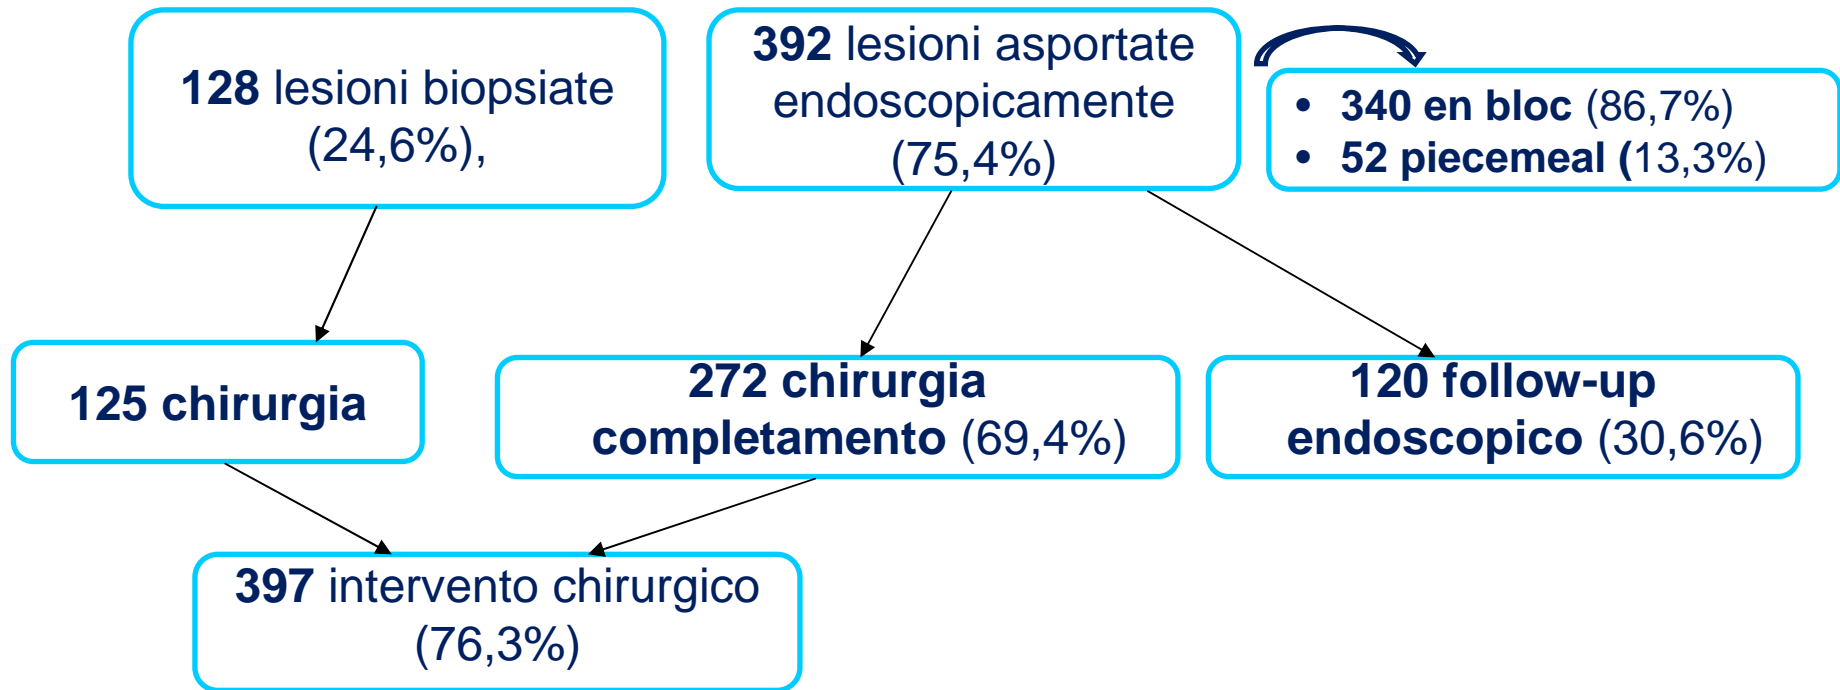 128 lesioni biopsiate
(24,6%),
392 lesioni asportate
endoscopicamente
(75,4%)
• 340 en bloc (86,7%)
• 52 piecemeal (13,3%)
125 chirurgia
272 chirurgia
completamento (69,4%)
120 follow-up
endoscopico (30,6%)
397 intervento chirurgico
(76,3%)